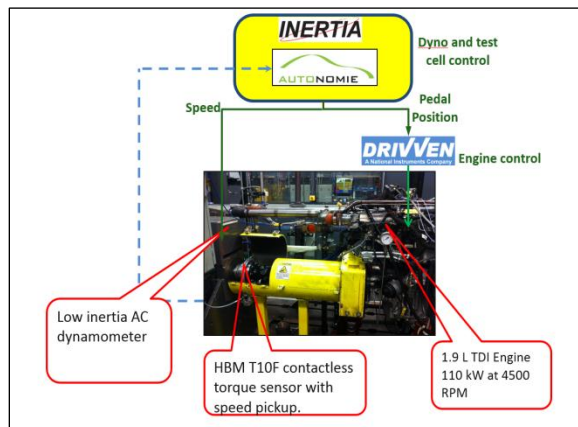 INERTIA
AUTONOMIE
Dyno and test
cell control
Speed
Pedal
Position
DRIVVEN
A National Instruments Company
Engine control
Low inertia AC
dynamometer
HBM T10F contactless
torque sensor with
speed pickup.
1.9 L TDI Engine
110 kW at 4500
RPM